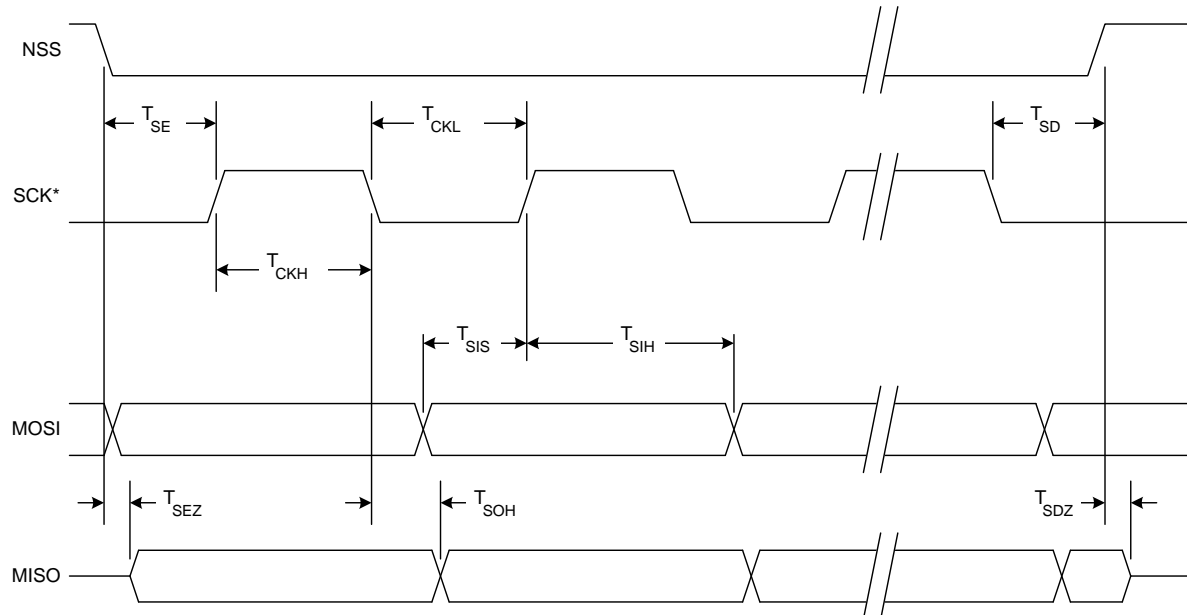 NSS
T_SE
T_CKL
T_SD
SCK*
T_CKH
T_SIS
T_SIH
MOSI
T_SEZ
T_SOH
T_SDZ
MISO